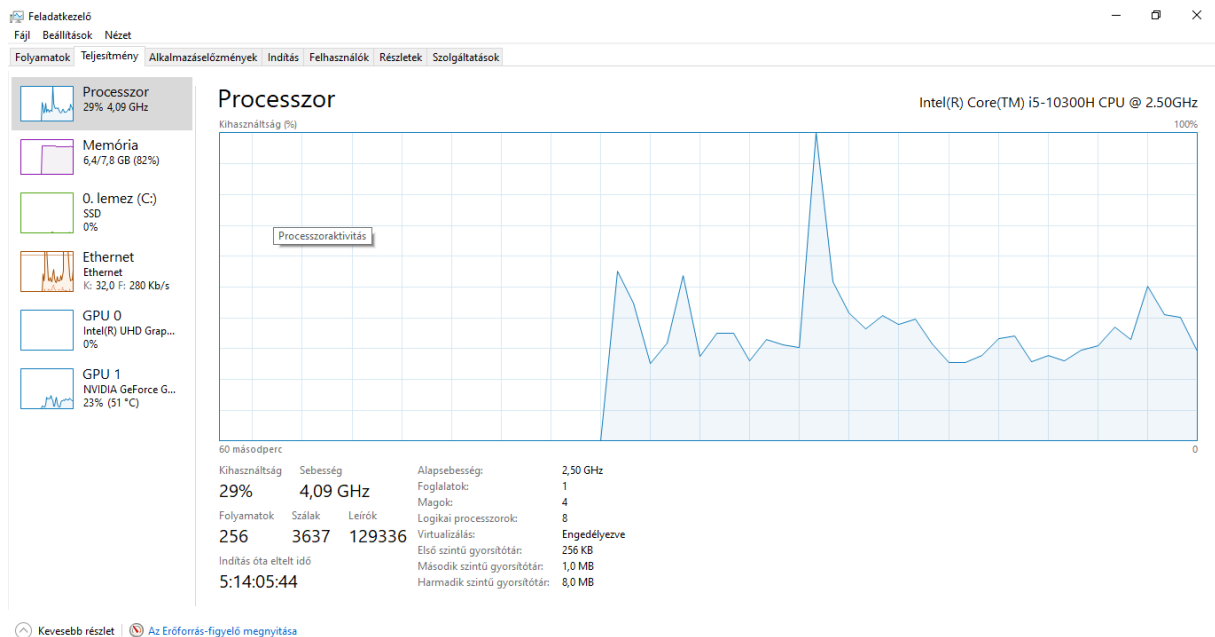 Feladatkezelő
Fájl Beállítások Nézet
Folyamatok Teljesítmény Alkalmazáselőzmények Indítás Felhasználók Részletek Szolgáltatások
Processzor
29% 4,09 GHz
Memória
6,4/7,8 GB (82%)
0. lemez (C:)
SSD
0%
Ethernet
Ethernet
K: 32,0 F: 280 Kb/s
GPU 0
Intel(R) UHD Grap...
0%
GPU 1
NVIDIA GeForce G...
23% (51 °C)
Processzor
Intel(R) Core(TM) i5-10300H CPU @ 2.50GHz
Kihasználtság (%)
100%
Processzoraktivitás
60 másodperc
0
Kihasználtság Sebesség
29% 4,09 GHz
Folyamatok Szálak Leírók
256 3637 129336
Indítás óta eltelt idő
5:14:05:44
Alapsebesség: 2,50 GHz
Foglalatok: 1
Magok: 4
Logikai processzorok: 8
Virtualizálás: Engedélyezve
Első szintű gyorsítótár: 256 KB
Második szintű gyorsítótár: 1,0 MB
Harmadik szintű gyorsítótár: 8,0 MB
Kevesebb részlet
Az Erőforrás-figyelő megnyitása